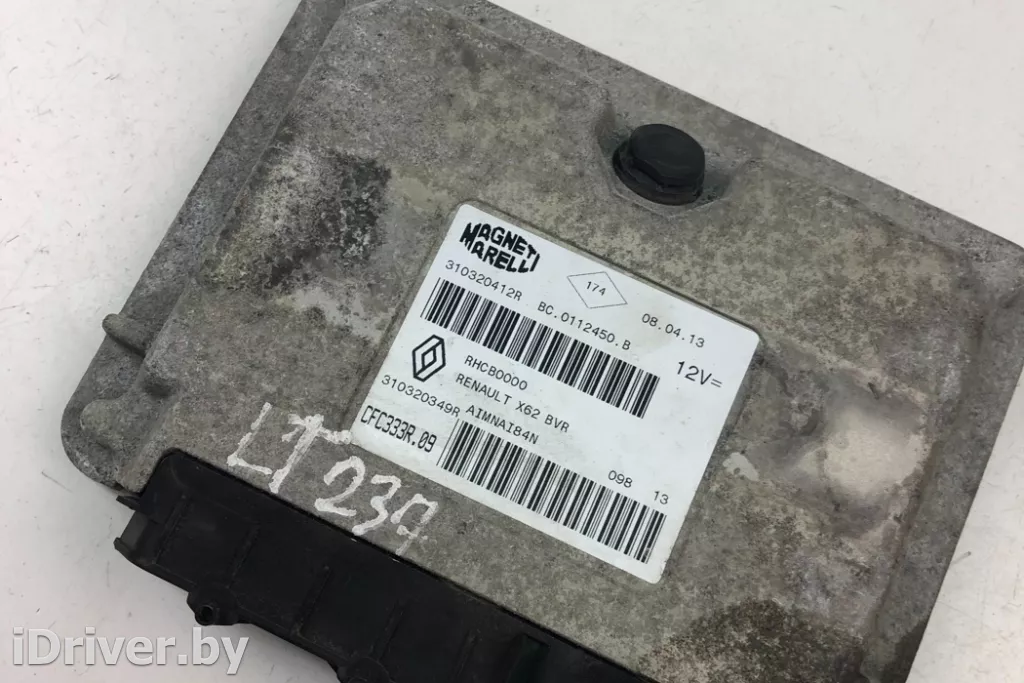 MAGNETI
MARELLI
174
310320412R BC.0112450.B 08.04.13
12V=
RHCB0000
RENAULT X62 BVR
310320349R AIMNAI84N
CFC333R.09
098 13
LT 239
iDriver.by